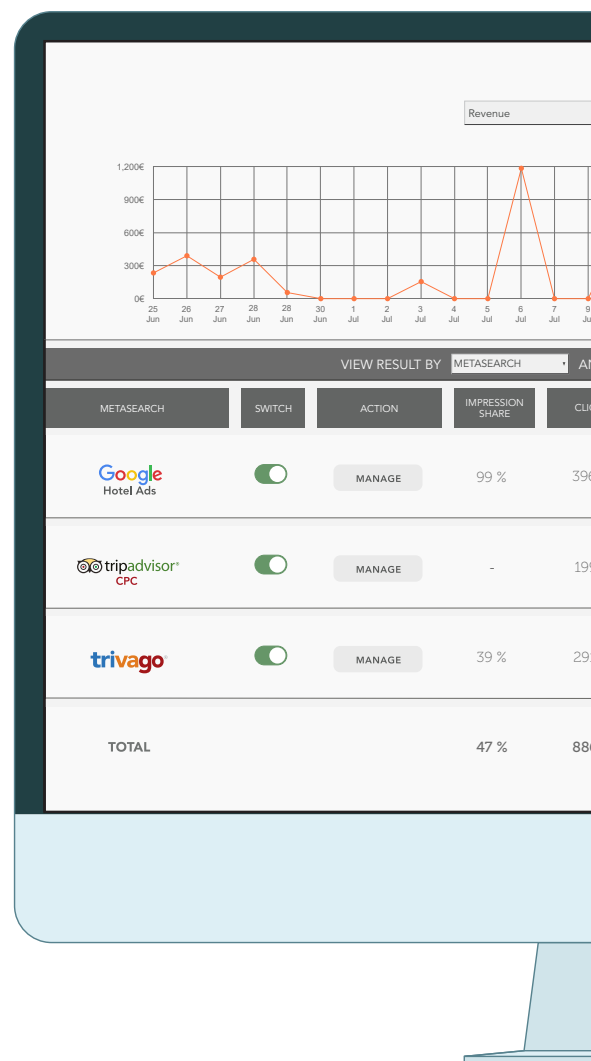 Revenue
1,200€
900€
600€
300€
0€
25 26 27 28 28 30 1 2 3 4 5 6 7 9
Jun Jun Jun Jun Jun Jun Jul Jul Jul Jul Jul Jul Jul
VIEW RESULT BY METASEARCH
METASEARCH SWITCH ACTION IMPRESSION
SHARE
Google
Hotel Ads
MANAGE 99 %
tripadvisor®
CPC
MANAGE -
trivago
MANAGE 39 %
TOTAL 47 %